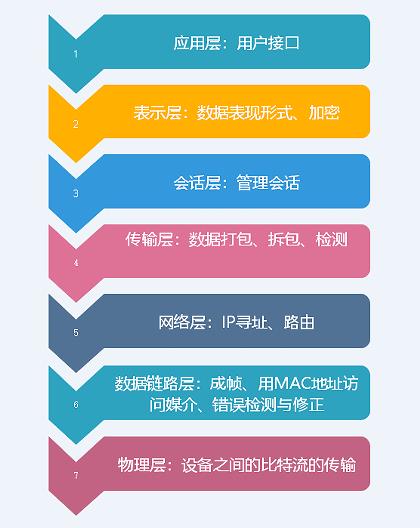 1
应用层：用户接口
2
表示层：数据表现形式、加密
3
会话层：管理会话
4
传输层：数据打包、拆包、检测
5
网络层：IP寻址、路由
6
数据链路层：成帧、用MAC地址访
问媒介、错误检测与修正
7
物理层：设备之间的比特流的传输